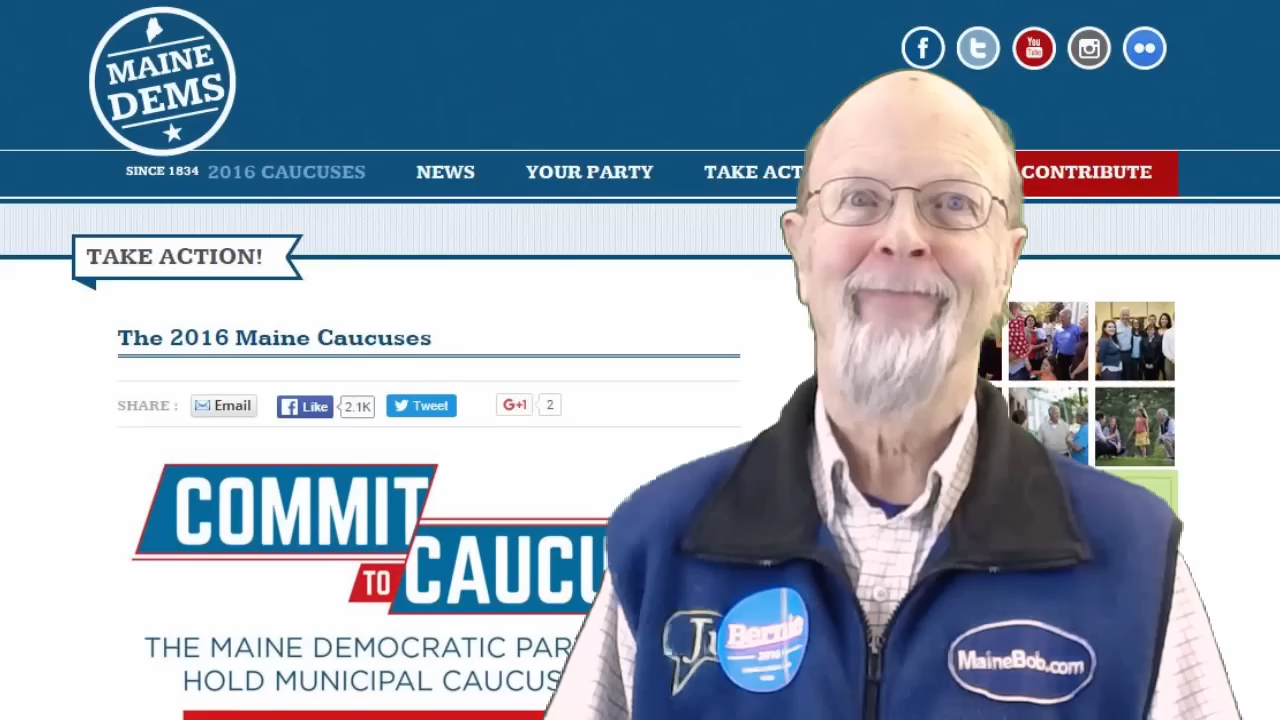 MAINE
DEMS
SINCE 1834
2016 CAUCUSES
NEWS
YOUR PARTY
TAKE ACT
CONTRIBUTE
You
TAKE ACTION!
The 2016 Maine Caucuses
SHARE :
Email
Like
2.1K
Tweet
G+1
2
COMMIT
TO
CAUCU
THE MAINE DEMOCRATIC PAR
HOLD MUNICIPAL CAUCUS
Bernie
2016
MaineBob.com